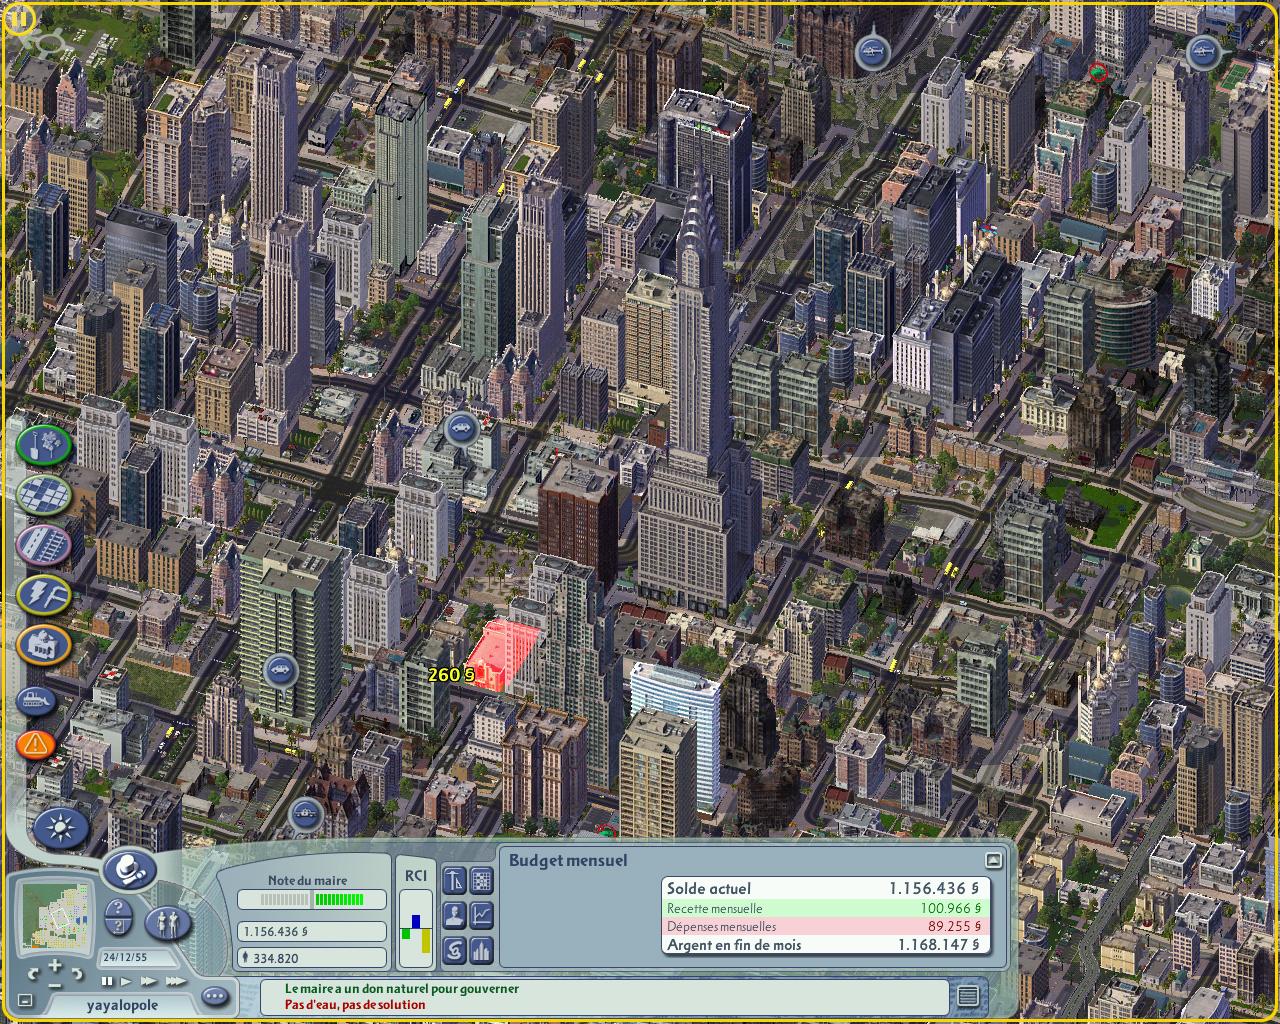 260 §
Budget mensuel
Solde actuel 1.156.436 §
Recette mensuelle 100.966 §
Dépenses mensuelles 89.255 §
Argent en fin de mois 1.168.147 §
Note du maire
1.156.436 §
334.820
RCI
24/12/55
yayalopole
Le maire a un don naturel pour gouverner
Pas d'eau, pas de solution